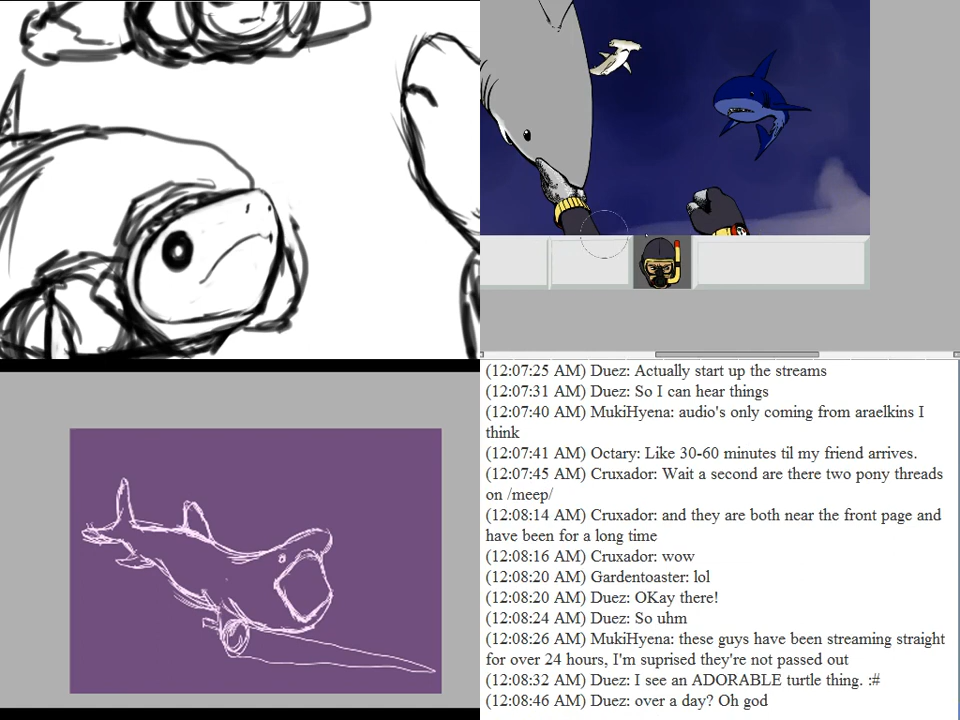 (12:07:25 AM) Duez: Actually start up the streams
(12:07:31 AM) Duez: So I can hear things
(12:07:40 AM) MukiHyena: audio's only coming from araelkins I
think
(12:07:41 AM) Octary: Like 30-60 minutes til my friend arrives.
(12:07:45 AM) Cruxador: Wait a second are there two pony threads
on /meep/
(12:08:14 AM) Cruxador: and they are both near the front page and
have been for a long time
(12:08:16 AM) Cruxador: wow
(12:08:20 AM) Gardentoaster: lol
(12:08:20 AM) Duez: OKay there!
(12:08:24 AM) Duez: So uhm
(12:08:26 AM) MukiHyena: these guys have been streaming straight
for over 24 hours, I'm suprised they're not passed out
(12:08:32 AM) Duez: I see an ADORABLE turtle thing. :#
(12:08:46 AM) Duez: over a day? Oh god